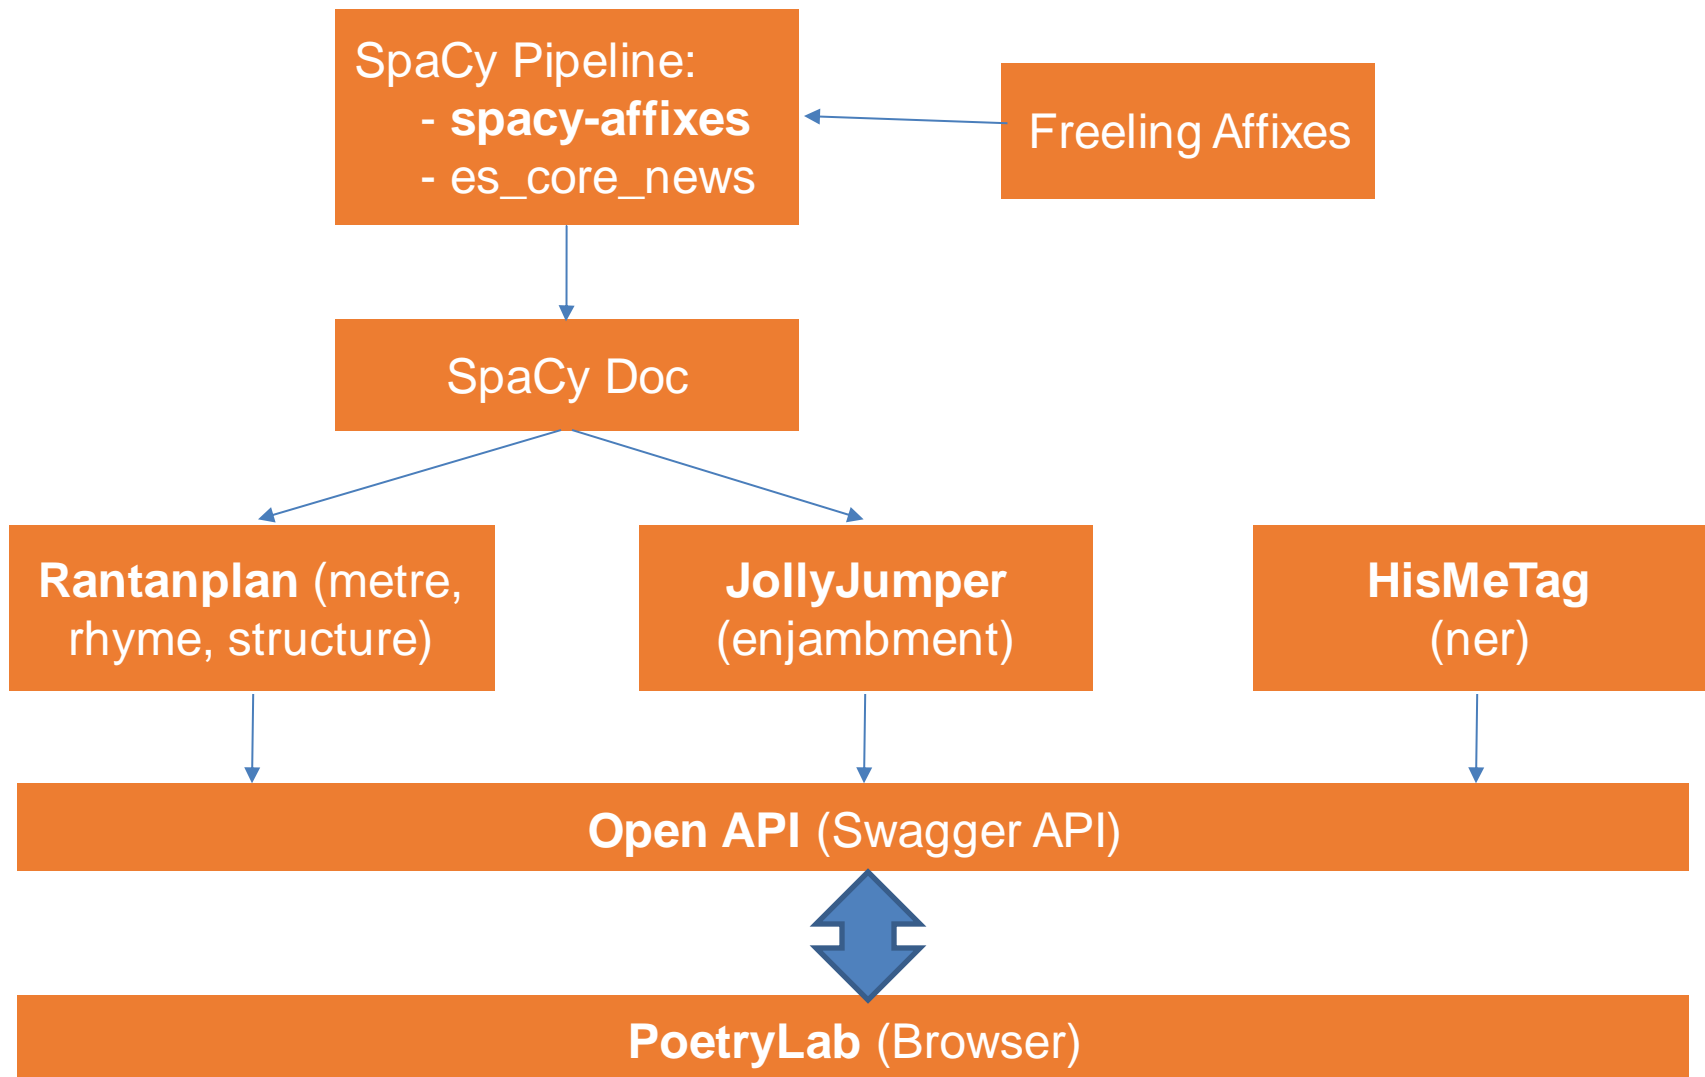 SpaCy Pipeline:
- spacy-affixes
- es_core_news
Freeling Affixes
SpaCy Doc
Rantanplan (metre,
rhyme, structure)
JollyJumper
(enjambment)
HisMeTag
(ner)
Open API (Swagger API)
PoetryLab (Browser)